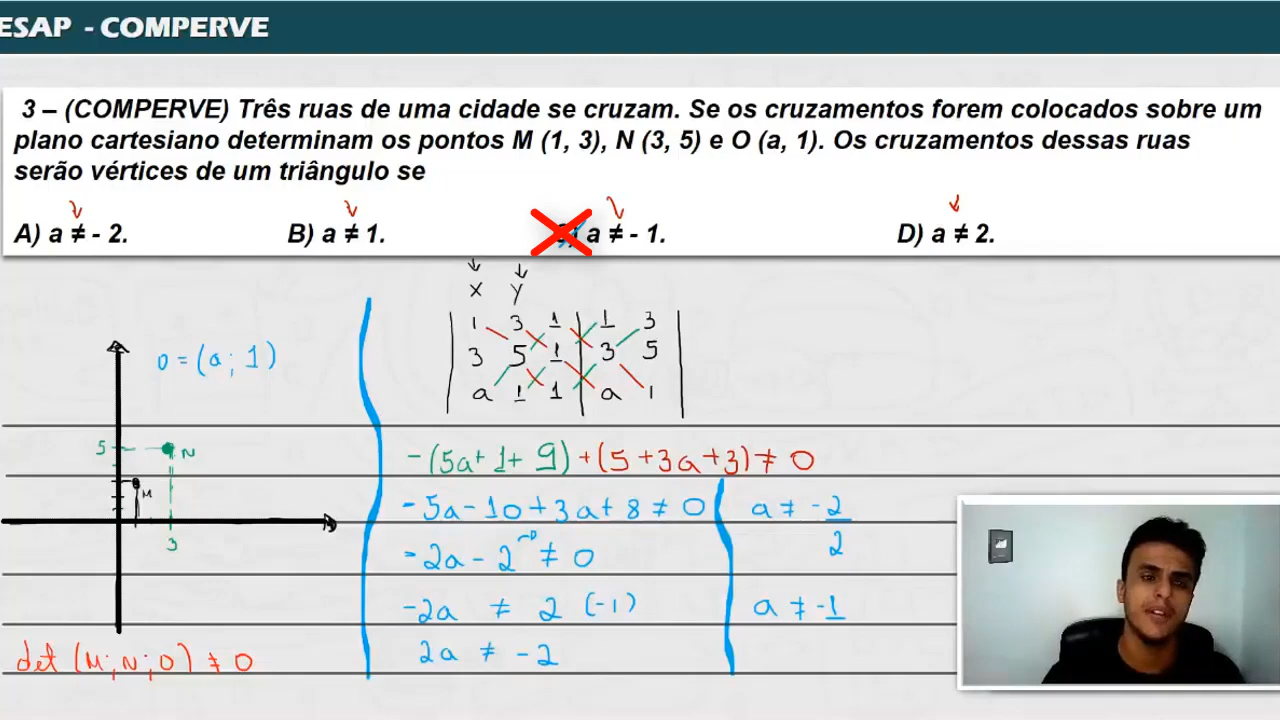 ESAP - COMPERVE
3 – (COMPERVE) Três ruas de uma cidade se cruzam. Se os cruzamentos forem colocados sobre um
plano cartesiano determinam os pontos M (1, 3), N (3, 5) e O (a, 1). Os cruzamentos dessas ruas
serão vértices de um triângulo se
A) a ≠ - 2. B) a ≠ 1. a ≠ - 1. D) a ≠ 2.
x y
1 3 1 1 3
3 5 1 3 5
a 1 1 a 1
O = (a; 1)
5 N
M
3
det (M; N; O) ≠ 0
-(5a+1+9)+(5+3a+3) ≠ 0
-5a-10+3a+8 ≠ 0
-2a-2 ≠ 0
-2a ≠ 2 (-1)
2a ≠ -2
a ≠ -2
2
a ≠ -1